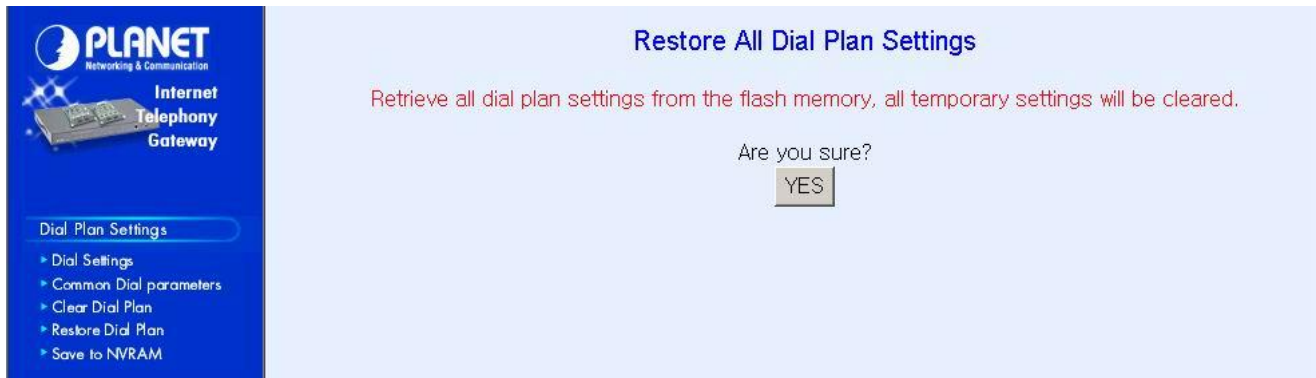 PLANET
Networking & Communication
Internet
Telephony
Gateway
Dial Plan Settings
Dial Settings
Common Dial parameters
Clear Dial Plan
Restore Dial Plan
Save to NVRAM
Restore All Dial Plan Settings
Retrieve all dial plan settings from the flash memory, all temporary settings will be cleared.
Are you sure?
YES